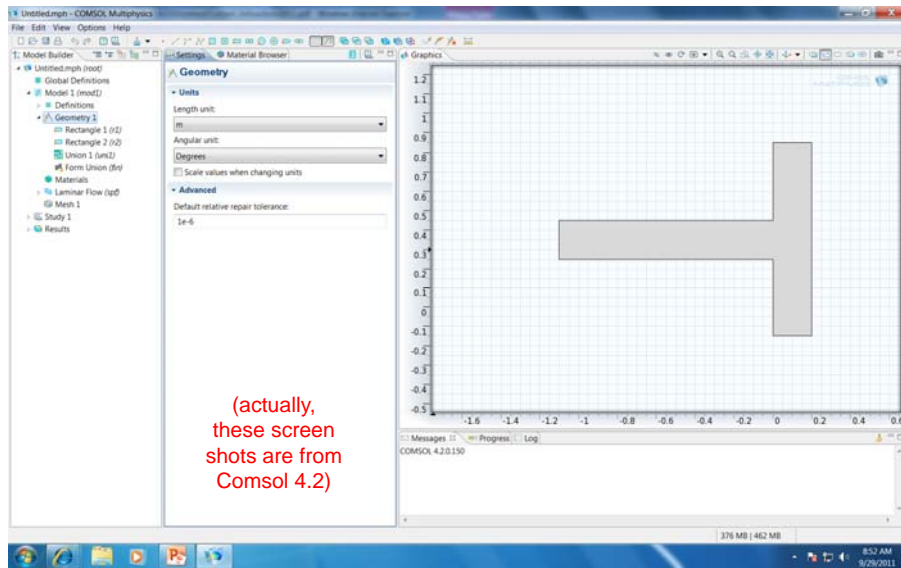 Untitled.mph - COMSOL Multiphysics
File Edit View Options Help
Model Builder
Untitled.mph (root)
Global Definitions
Model 1 (mod1)
Definitions
Geometry 1
Rectangle 1 (r1)
Rectangle 2 (r2)
Union 1 (uni1)
Form Union (fin)
Materials
Laminar Flow (spf)
Mesh 1
Study 1
Results
Settings Material Browser
Geometry
Units
Length unit:
m
Angular unit:
Degrees
Scale values when changing units
Advanced
Default relative repair tolerance:
1e-6
(actually,
these screen
shots are from
Comsol 4.2)
Graphics
1.2
1.1
1
0.9
0.8
0.7
0.6
0.5
0.4
0.3
0.2
0.1
0
-0.1
-0.2
-0.3
-0.4
-0.5
-1.6 -1.4 -1.2 -1 -0.8 -0.6 -0.4 -0.2 0 0.2 0.4 0.6
Messages Progress Log
COMSOL 4.2.0.150
376 MB | 462 MB
8:52 AM
9/29/2011